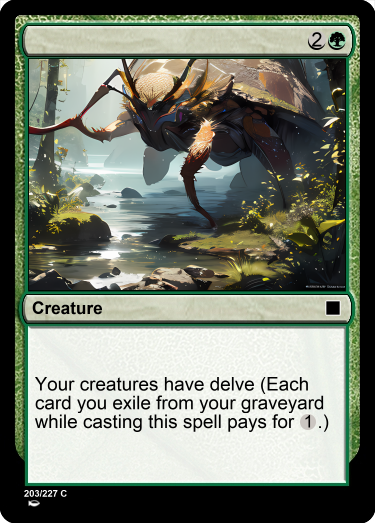 2
Creature
Your creatures have delve (Each
card you exile from your graveyard
while casting this spell pays for 1.)
203/227 C